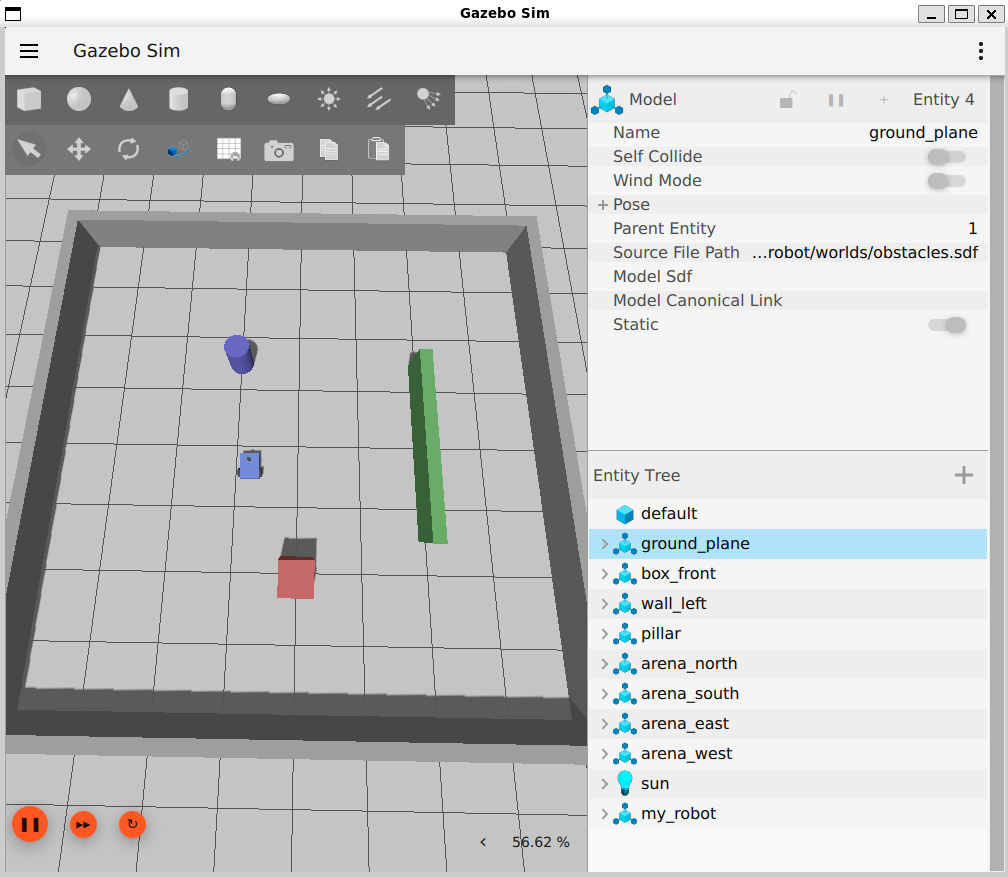 Gazebo Sim
Gazebo Sim
Model Entity 4
Name ground_plane
Self Collide
Wind Mode
Pose
Parent Entity 1
Source File Path ...robot/worlds/obstacles.sdf
Model Sdf
Model Canonical Link
Static
Entity Tree
default
ground_plane
box_front
wall_left
pillar
arena_north
arena_south
arena_east
arena_west
sun
my_robot
56.62 %